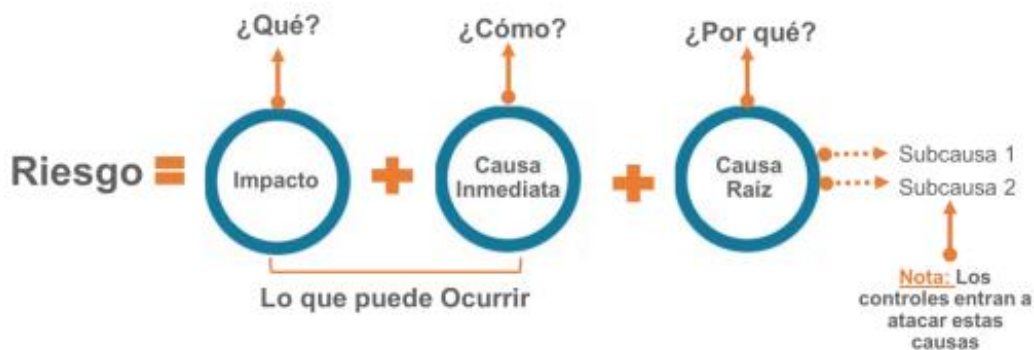 ¿Qué?
¿Cómo?
¿Por qué?
Riesgo =
Impacto
+
Causa
Inmediata
+
Causa
Raíz
Subcausa 1
Subcausa 2
Lo que puede Ocurrir
Nota: Los
controles entran a
atacar estas
causas